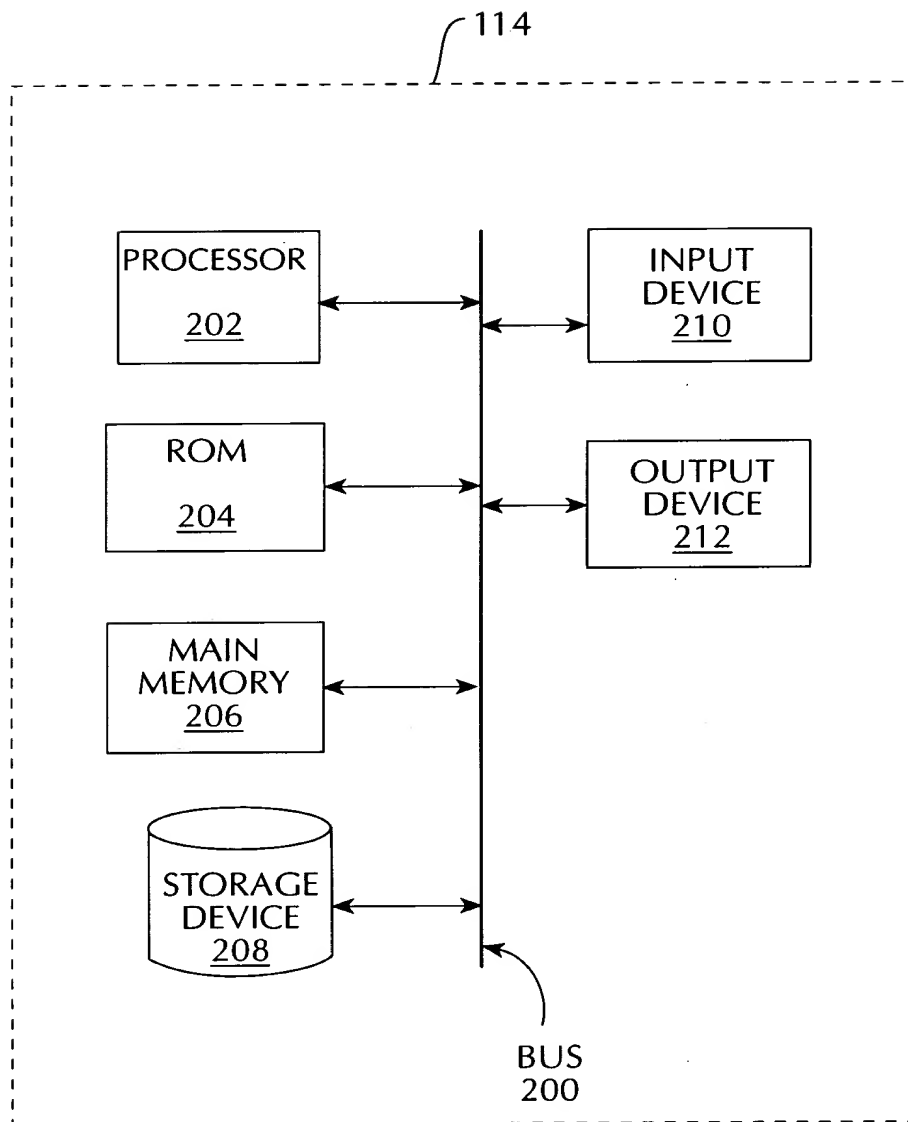 114
PROCESSOR
202
INPUT
DEVICE
210
ROM
204
OUTPUT
DEVICE
212
MAIN
MEMORY
206
STORAGE
DEVICE
208
BUS
200